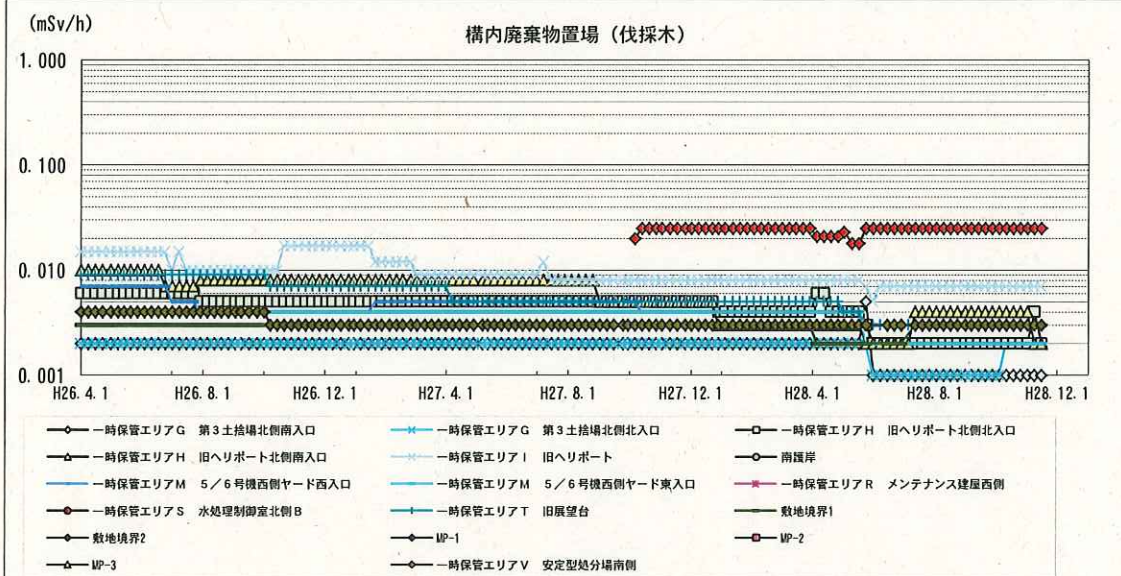 (mSv/h)
構内廃棄物置場（伐採木）
1.000
0.100
0.010
0.001
H26.4.1 H26.8.1 H26.12.1 H27.4.1 H27.8.1 H27.12.1 H28.4.1 H28.8.1 H28.12.1
一時保管エリアＧ　第３土捨場北側南入口 一時保管エリアＧ　第３土捨場北側北入口 一時保管エリアＨ　旧ヘリポート北側北入口
一時保管エリアＨ　旧ヘリポート北側南入口 一時保管エリアＩ　旧ヘリポート 南護岸
一時保管エリアＭ　５／６号機西側ヤード西入口 一時保管エリアＭ　５／６号機西側ヤード東入口 一時保管エリアＲ　メンテナンス建屋西側
一時保管エリアＳ　水処理制御室北側Ｂ 一時保管エリアＴ　旧展望台 敷地境界1
敷地境界2 MP-1 MP-2
MP-3 一時保管エリアＶ　安定型処分場南側